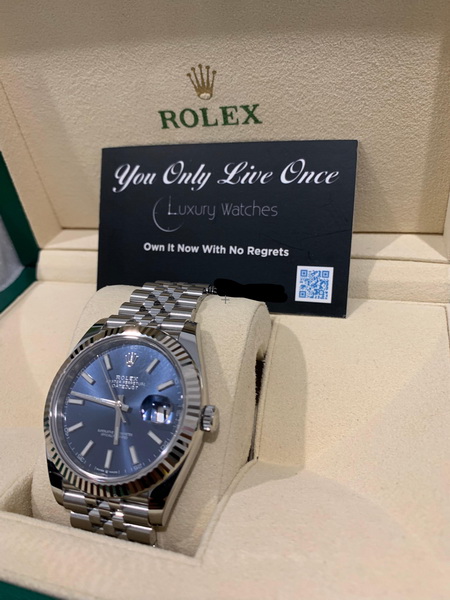 ROLEX
You Only Live Once
Luxury Watches
Own It Now With No Regrets
ROLEX
OYSTER PERPETUAL
DATEJUST